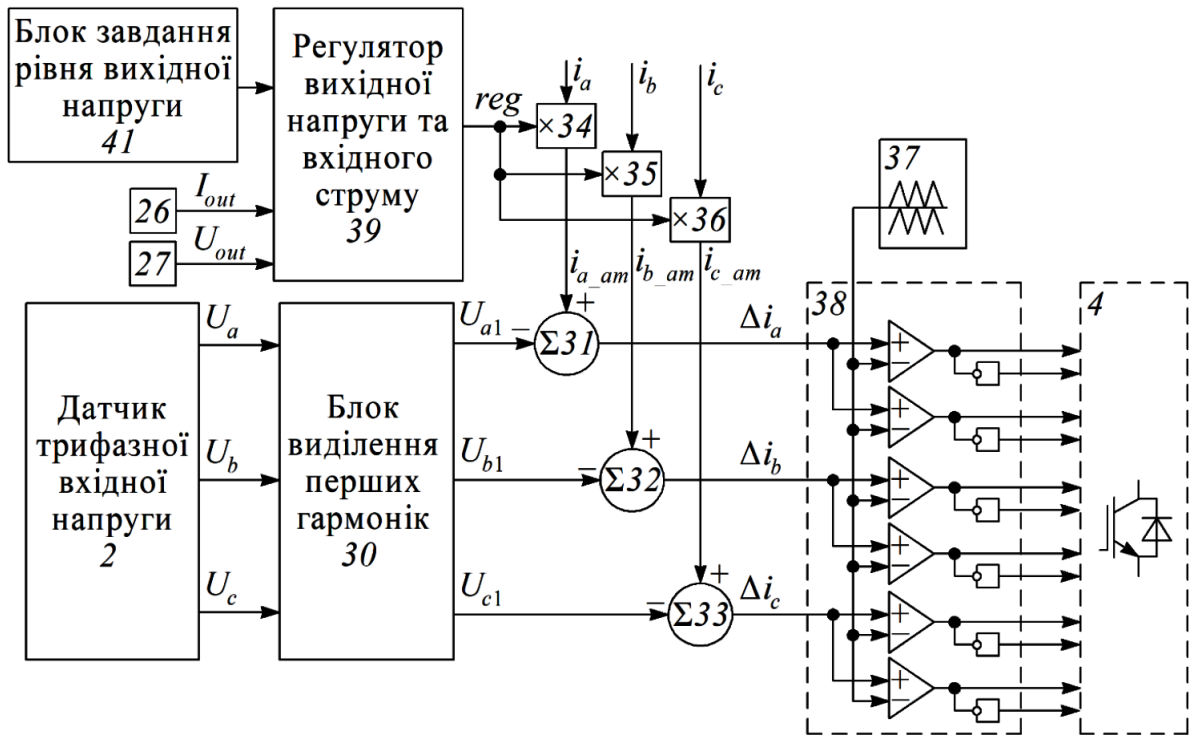 Блок завдання
рівня вихідної
напруги
41
Регулятор
вихідної
напруги та
вхідного
струму
39
26
I_out
27
U_out
reg
i_a
i_b
i_c
×34
×35
×36
37
i_a_am
i_b_am
i_c_am
Датчик
трифазної
вхідної
напруги
2
U_a
U_b
U_c
Блок
виділення
перших
гармонік
30
U_a1
U_b1
U_c1
− Σ31 +
− Σ32 +
− Σ33 +
Δi_a
Δi_b
Δi_c
38
+
−
+
−
+
−
+
−
+
−
+
−
4